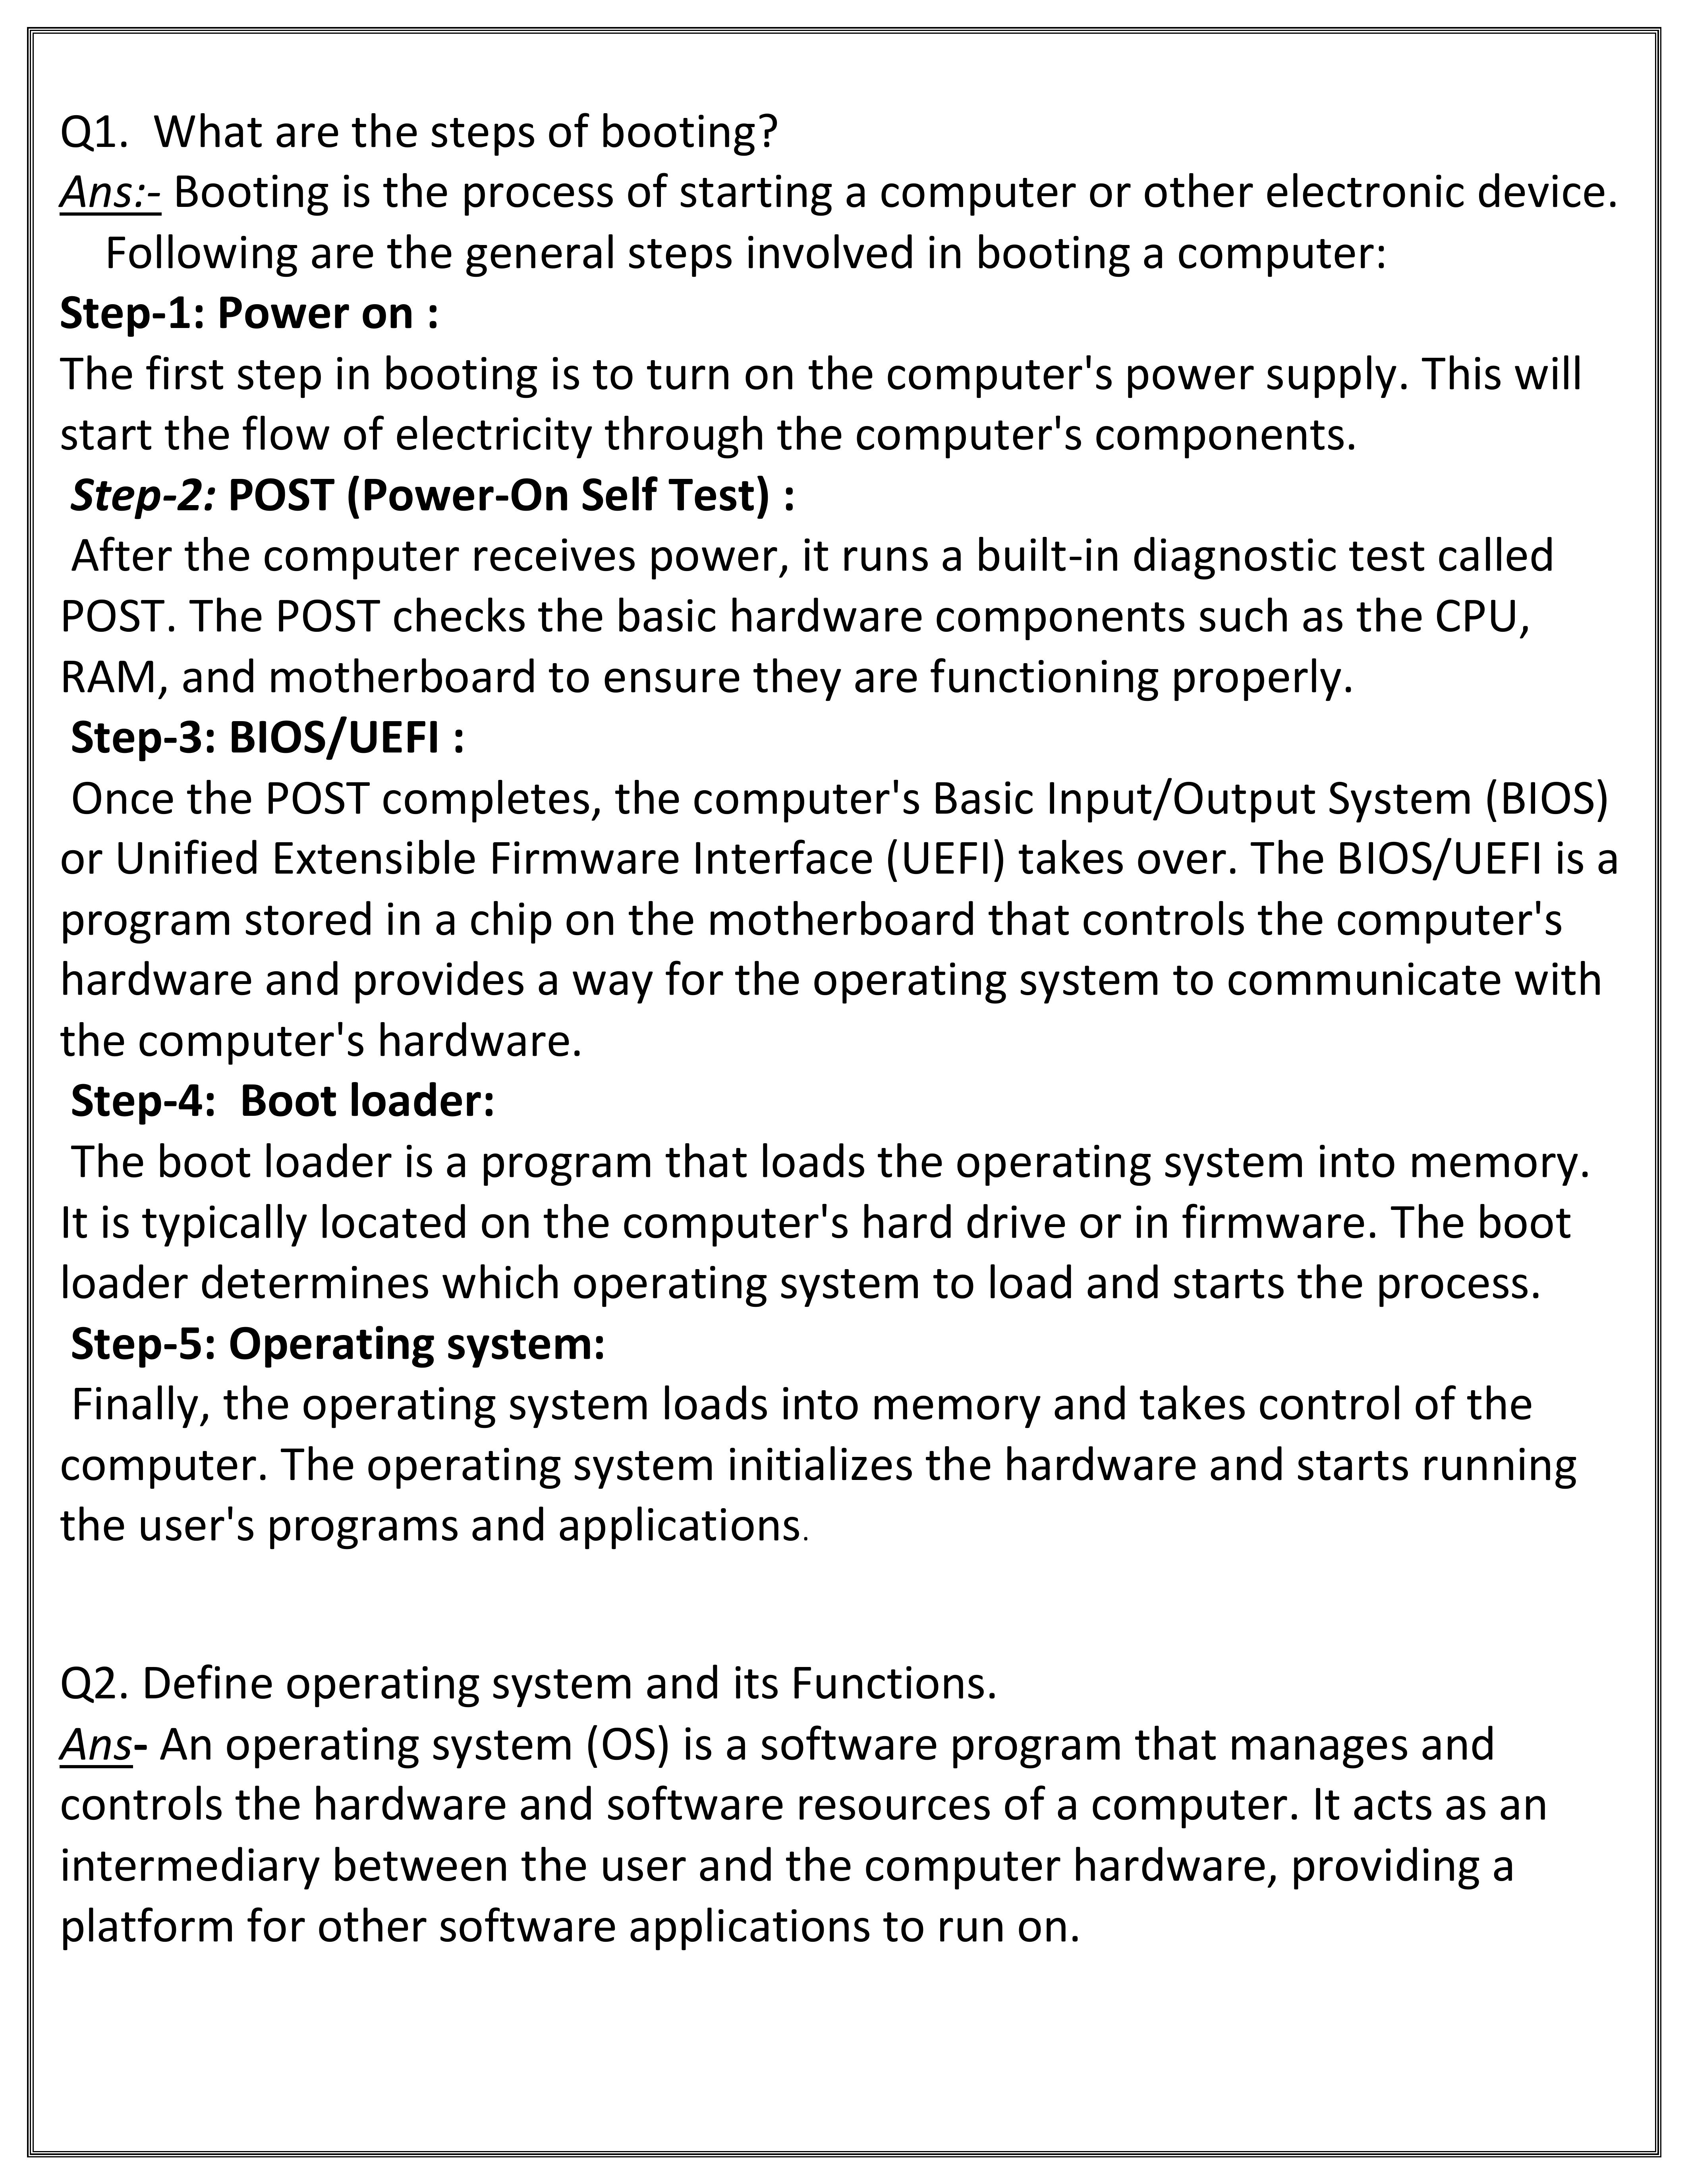 Q1.  What are the steps of booting?
Ans:- Booting is the process of starting a computer or other electronic device.
Following are the general steps involved in booting a computer:
Step-1: Power on :
The first step in booting is to turn on the computer's power supply. This will
start the flow of electricity through the computer's components.
Step-2: POST (Power-On Self Test) :
After the computer receives power, it runs a built-in diagnostic test called
POST. The POST checks the basic hardware components such as the CPU,
RAM, and motherboard to ensure they are functioning properly.
Step-3: BIOS/UEFI :
Once the POST completes, the computer's Basic Input/Output System (BIOS)
or Unified Extensible Firmware Interface (UEFI) takes over. The BIOS/UEFI is a
program stored in a chip on the motherboard that controls the computer's
hardware and provides a way for the operating system to communicate with
the computer's hardware.
Step-4:  Boot loader:
The boot loader is a program that loads the operating system into memory.
It is typically located on the computer's hard drive or in firmware. The boot
loader determines which operating system to load and starts the process.
Step-5: Operating system:
Finally, the operating system loads into memory and takes control of the
computer. The operating system initializes the hardware and starts running
the user's programs and applications.
Q2. Define operating system and its Functions.
Ans- An operating system (OS) is a software program that manages and
controls the hardware and software resources of a computer. It acts as an
intermediary between the user and the computer hardware, providing a
platform for other software applications to run on.